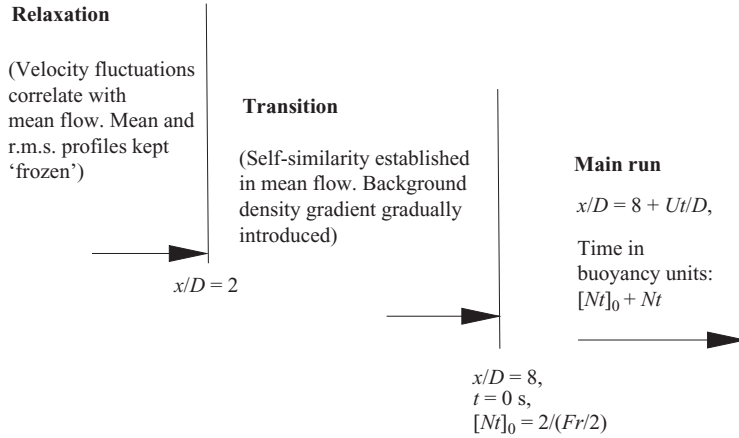 Relaxation
(Velocity fluctuations
correlate with
mean flow. Mean and
r.m.s. profiles kept
‘frozen’)
x/D = 2
Transition
(Self-similarity established
in mean flow. Background
density gradient gradually
introduced)
x/D = 8,
t = 0 s,
[Nt]0 = 2/(Fr/2)
Main run
x/D = 8 + Ut/D,
Time in
buoyancy units:
[Nt]0 + Nt